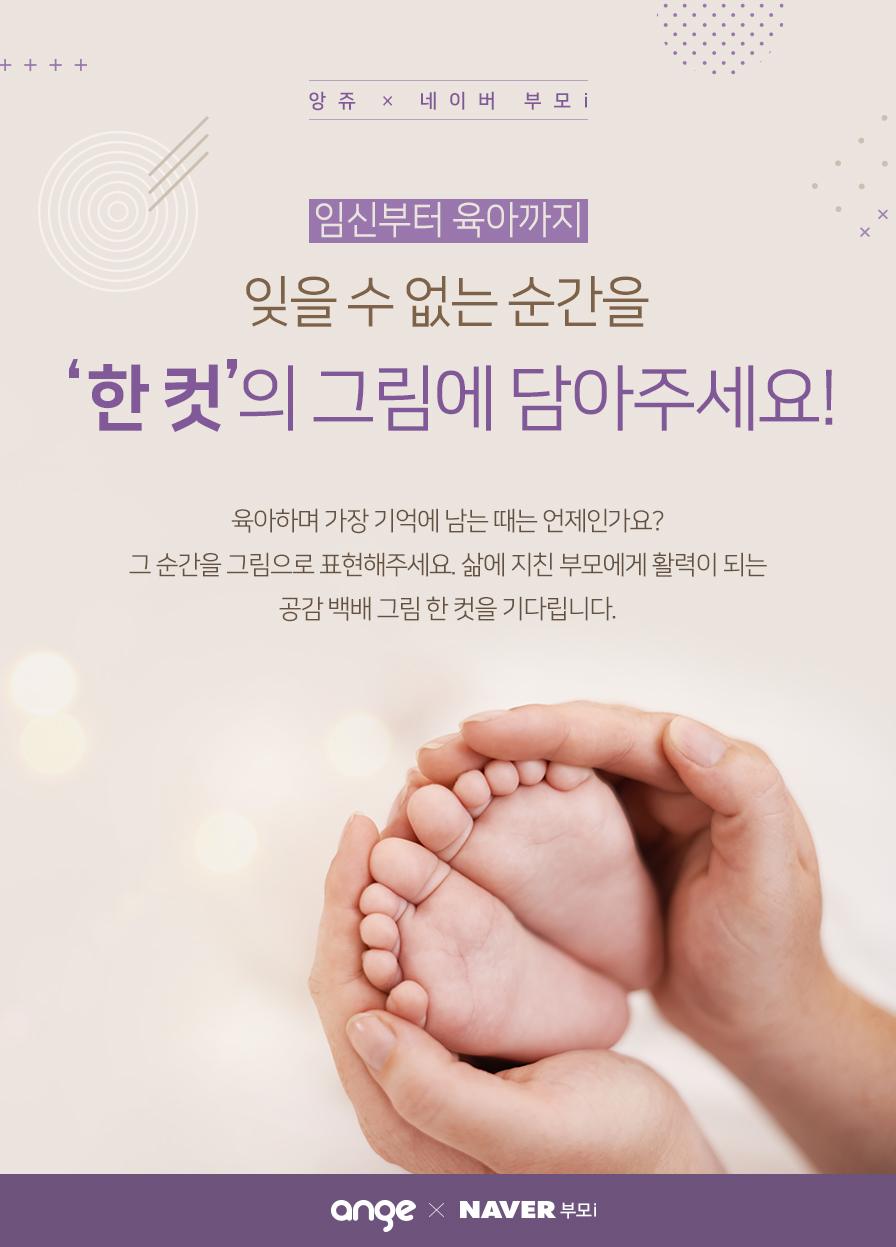 앙쥬 × 네이버 부모i
임신부터 육아까지
잊을 수 없는 순간을
‘한 컷’의 그림에 담아주세요!
육아하며 가장 기억에 남는 때는 언제인가요?
그 순간을 그림으로 표현해주세요. 삶에 지친 부모에게 활력이 되는
공감 백배 그림 한 컷을 기다립니다.
ange × NAVER 부모i